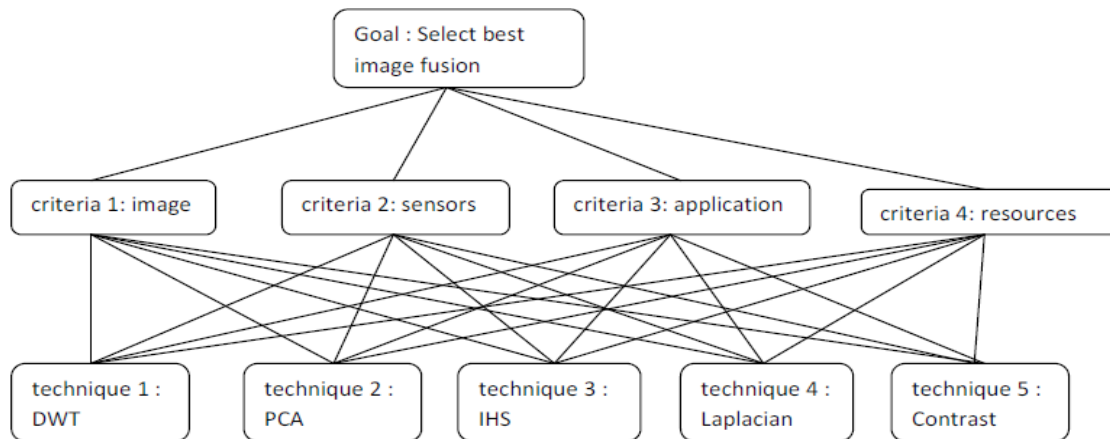 Goal : Select best
image fusion
criteria 1: image
criteria 2: sensors
criteria 3: application
criteria 4: resources
technique 1 :
DWT
technique 2 :
PCA
technique 3 :
IHS
technique 4 :
Laplacian
technique 5 :
Contrast